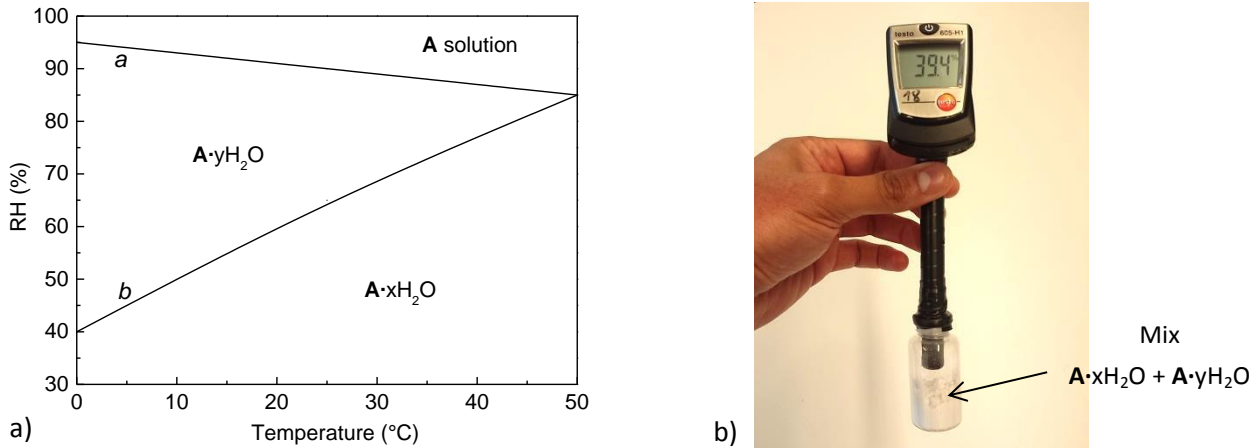 100
90
80
70
60
50
40
30
RH (%)
a
b
A solution
A·yH2O
A·xH2O
0 10 20 30 40 50
Temperature (°C)
a)
testo
605-H1
39.4%
18
b)
Mix
A·xH2O + A·yH2O